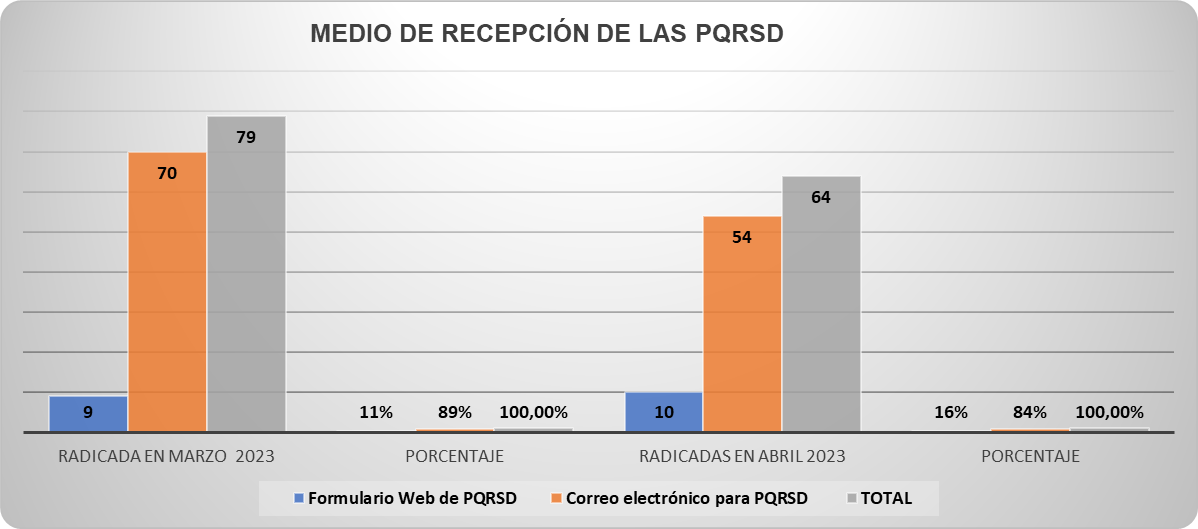 MEDIO DE RECEPCIÓN DE LAS PQRSD
79
70
64
54
9
11%
89%
100,00%
10
16%
84%
100,00%
RADICADA EN MARZO  2023
PORCENTAJE
RADICADAS EN ABRIL 2023
PORCENTAJE
Formulario Web de PQRSD
Correo electrónico para PQRSD
TOTAL